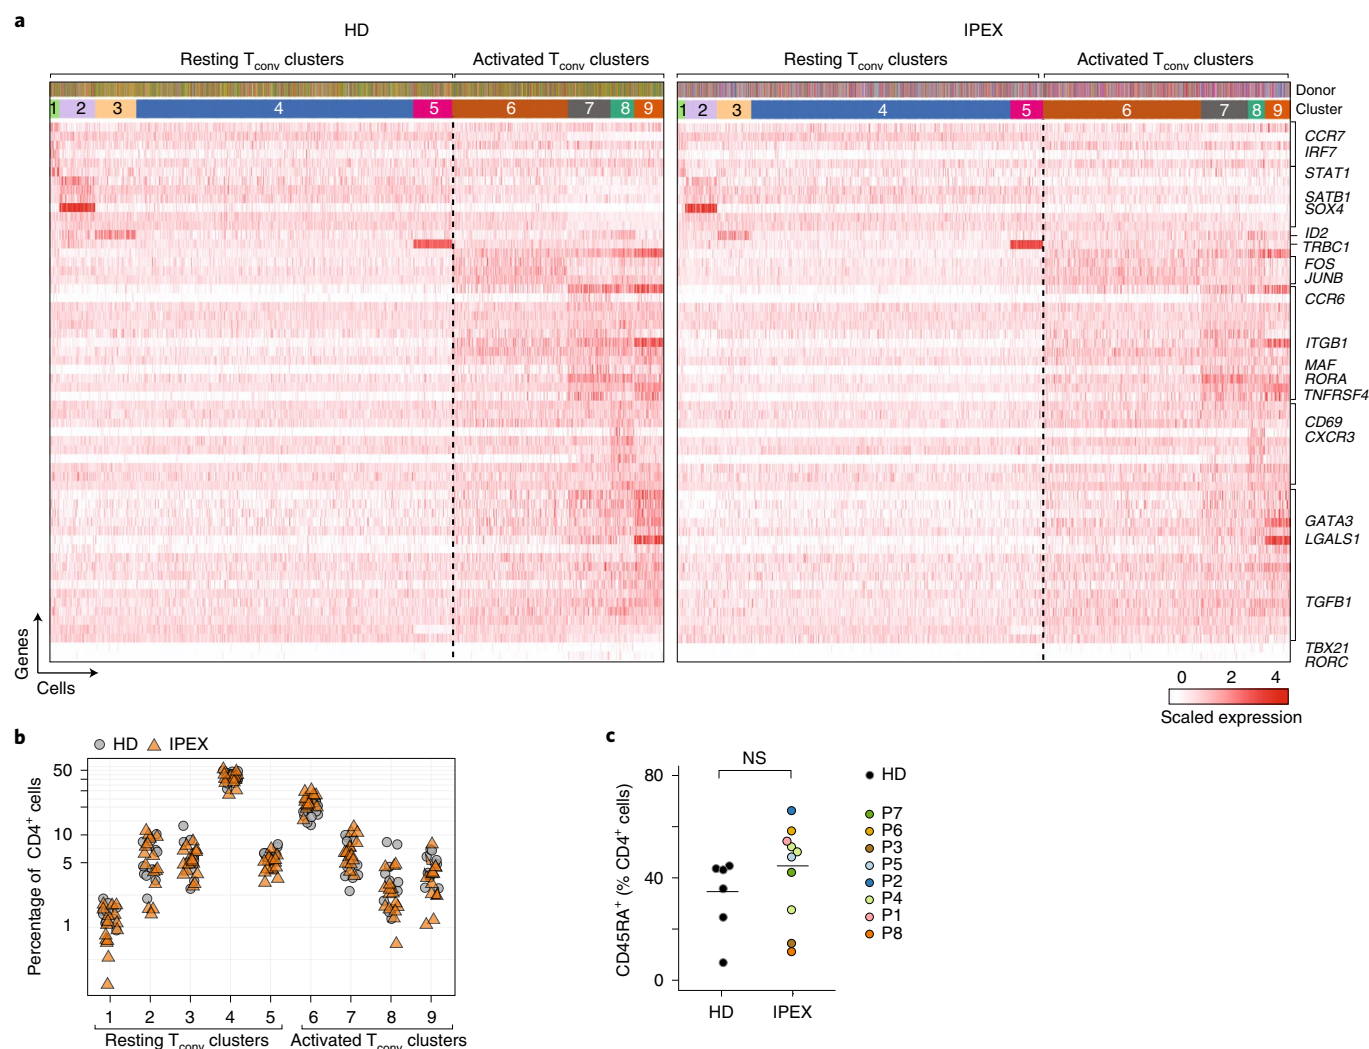 a
HD
IPEX
Resting Tconv clusters
Activated Tconv clusters
Resting Tconv clusters
Activated Tconv clusters
Donor
1 2 3 4 5 6 7 8 9
1 2 3 4 5 6 7 8 9
Cluster
CCR7
IRF7
STAT1
SATB1
SOX4
ID2
TRBC1
FOS
JUNB
CCR6
ITGB1
MAF
RORA
TNFRSF4
CD69
CXCR3
GATA3
LGALS1
TGFB1
TBX21
RORC
Genes
Cells
0 2 4
Scaled expression
b
HD IPEX
Percentage of CD4+ cells
50
10
5
1
1 2 3 4 5 6 7 8 9
Resting Tconv clusters
Activated Tconv clusters
c
NS
CD45RA+ (% CD4+ cells)
80
40
0
HD IPEX
HD
P7
P6
P3
P5
P2
P4
P1
P8